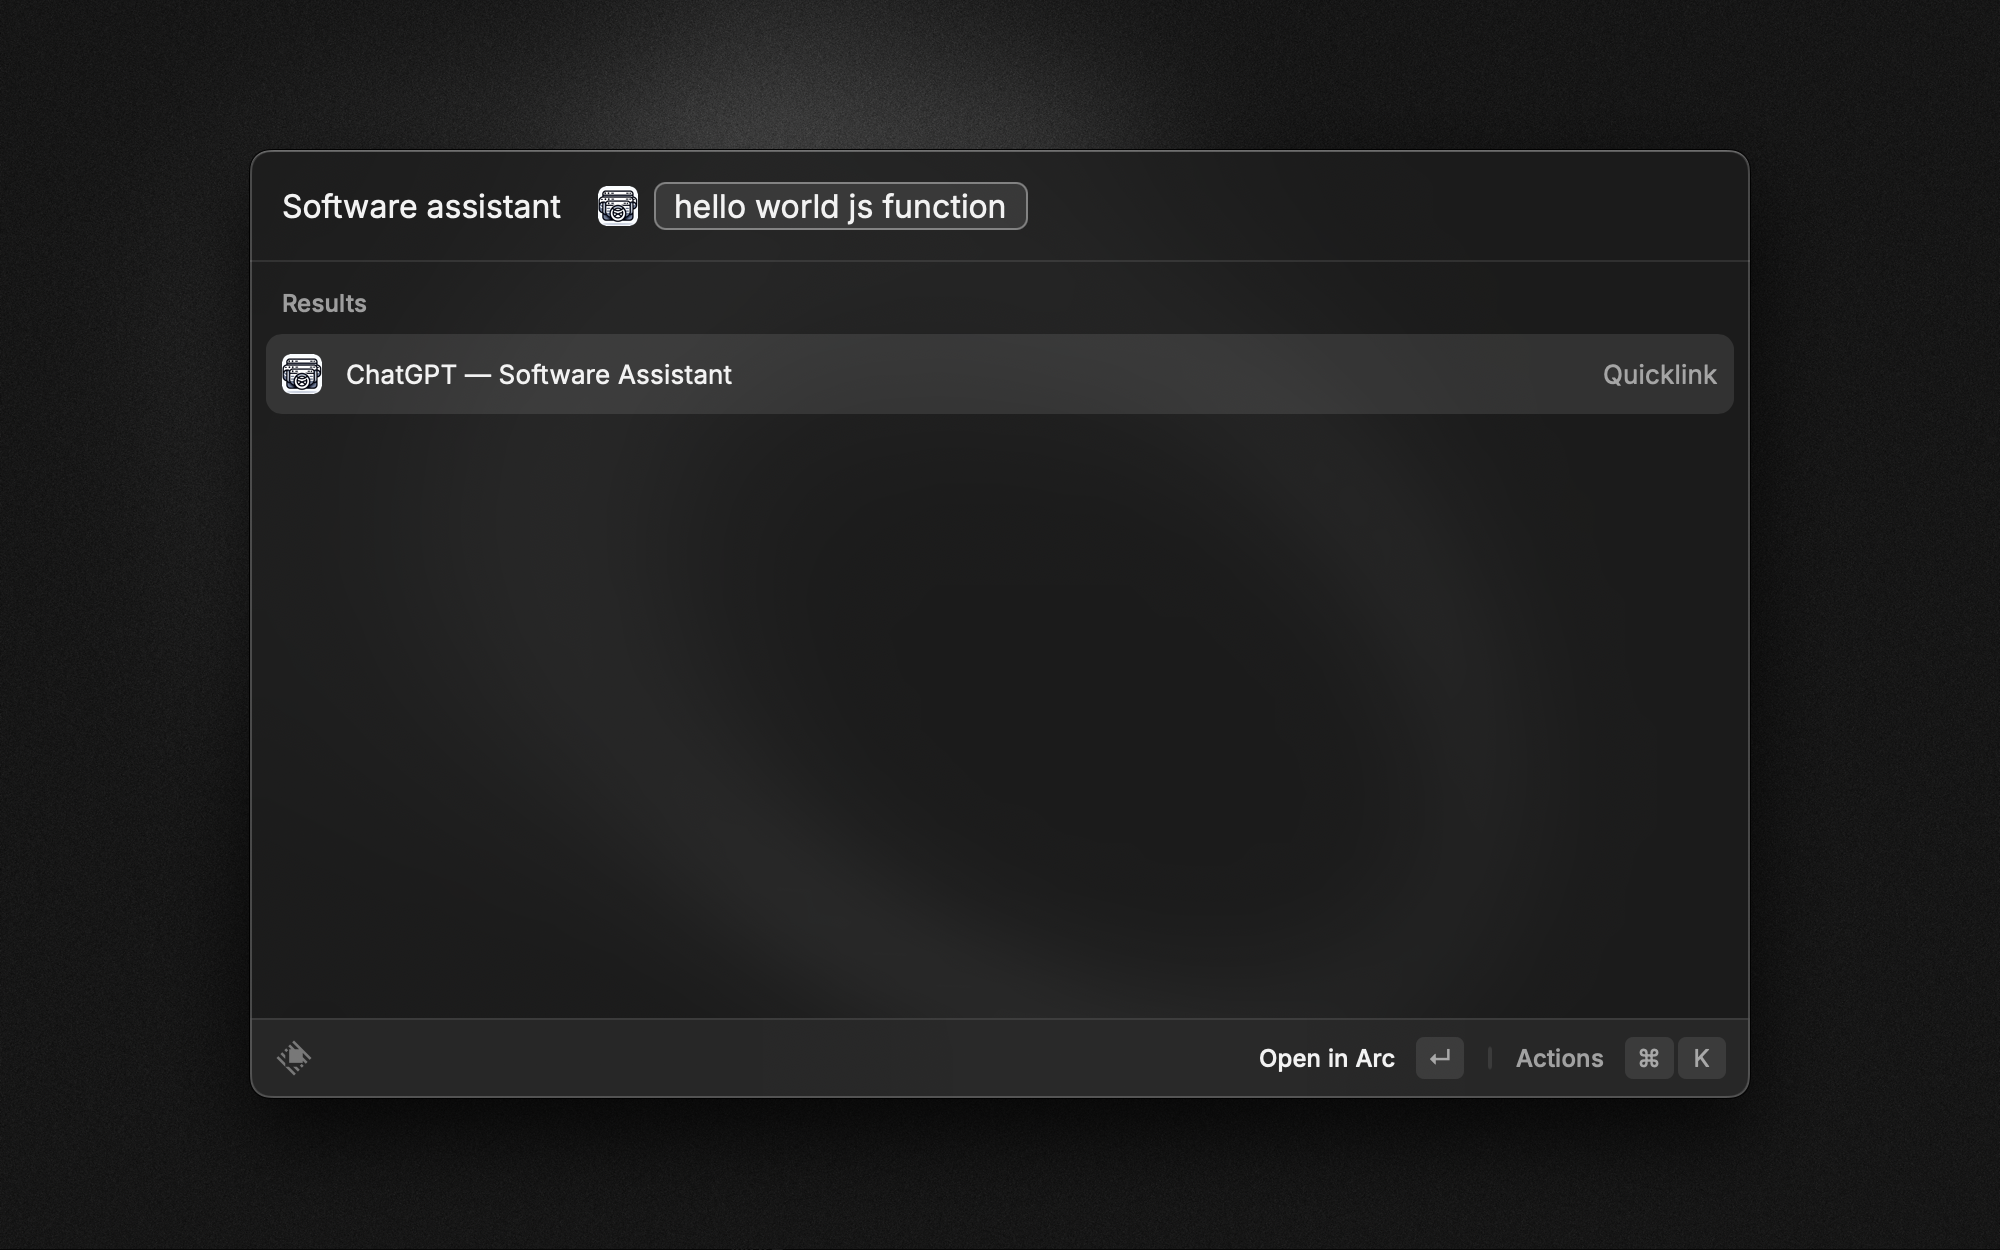 Software assistant hello world js function
Results
ChatGPT — Software Assistant Quicklink
Open in Arc ↵ Actions ⌘ K